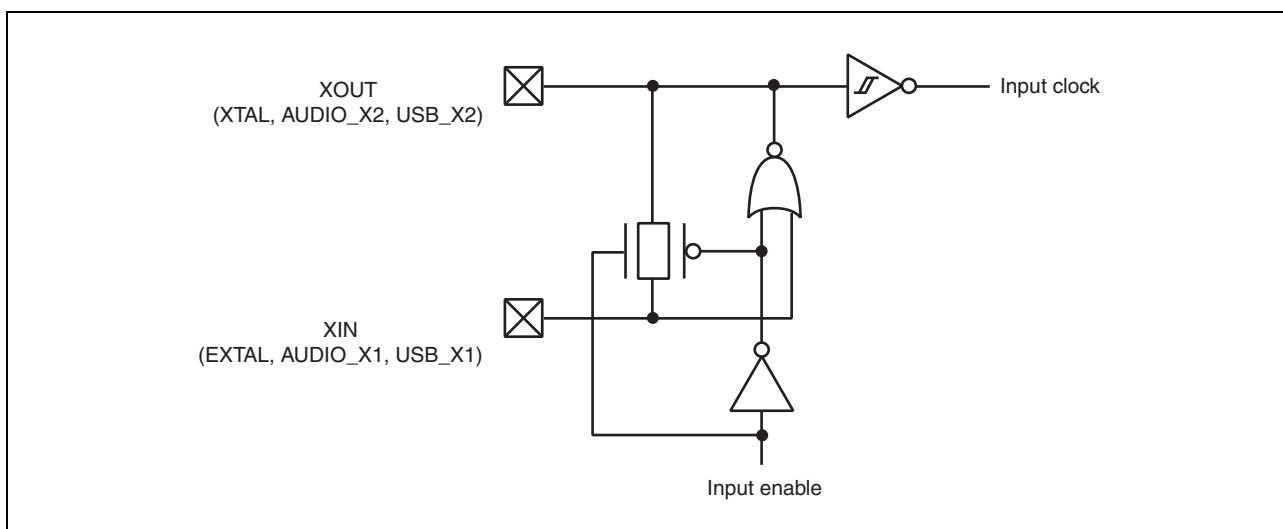 XOUT
(XTAL, AUDIO_X2, USB_X2)
Input clock
XIN
(EXTAL, AUDIO_X1, USB_X1)
Input enable